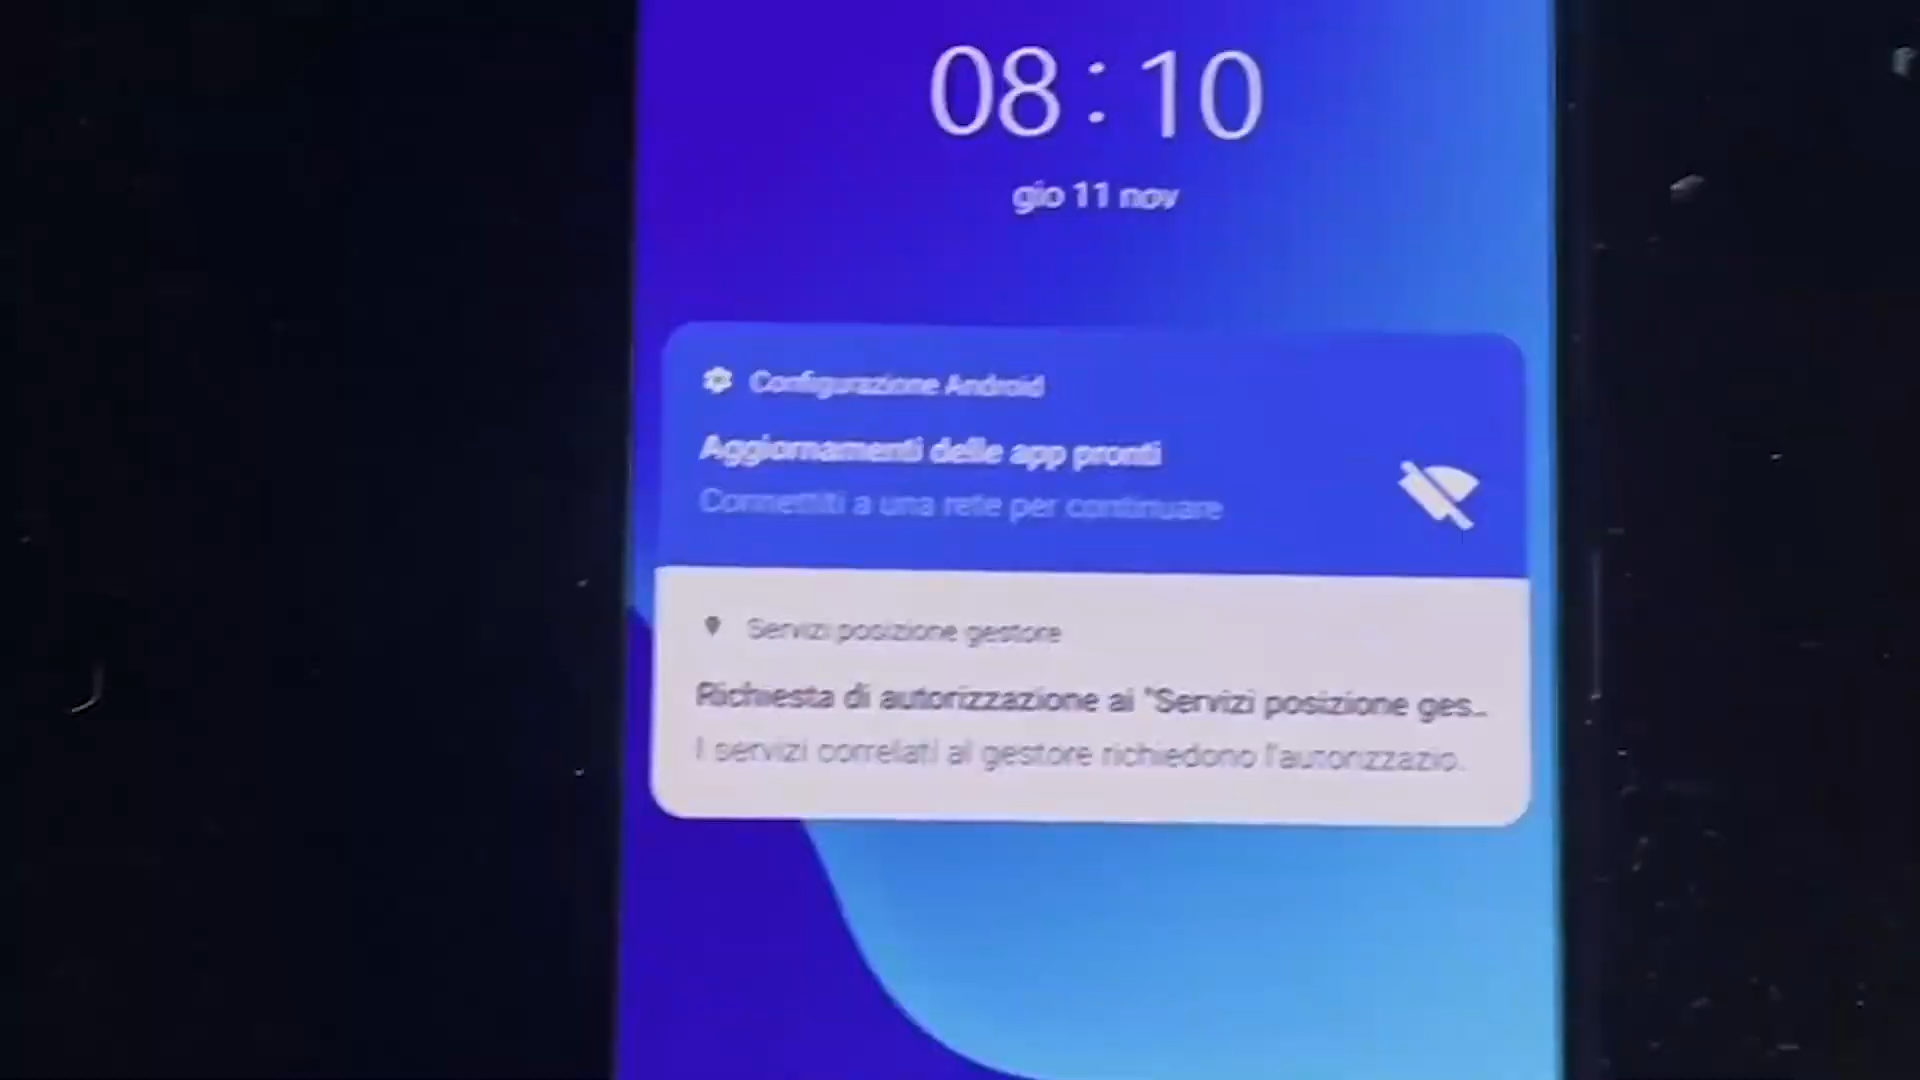 08:10
gio 11 nov
Configurazione Android
Aggiornamenti delle app pronti
Connettiti a una rete per continuare
Servizi posizione gestore
Richiesta di autorizzazione ai "Servizi posizione ges...
I servizi correlati al gestore richiedono l'autorizzazio..